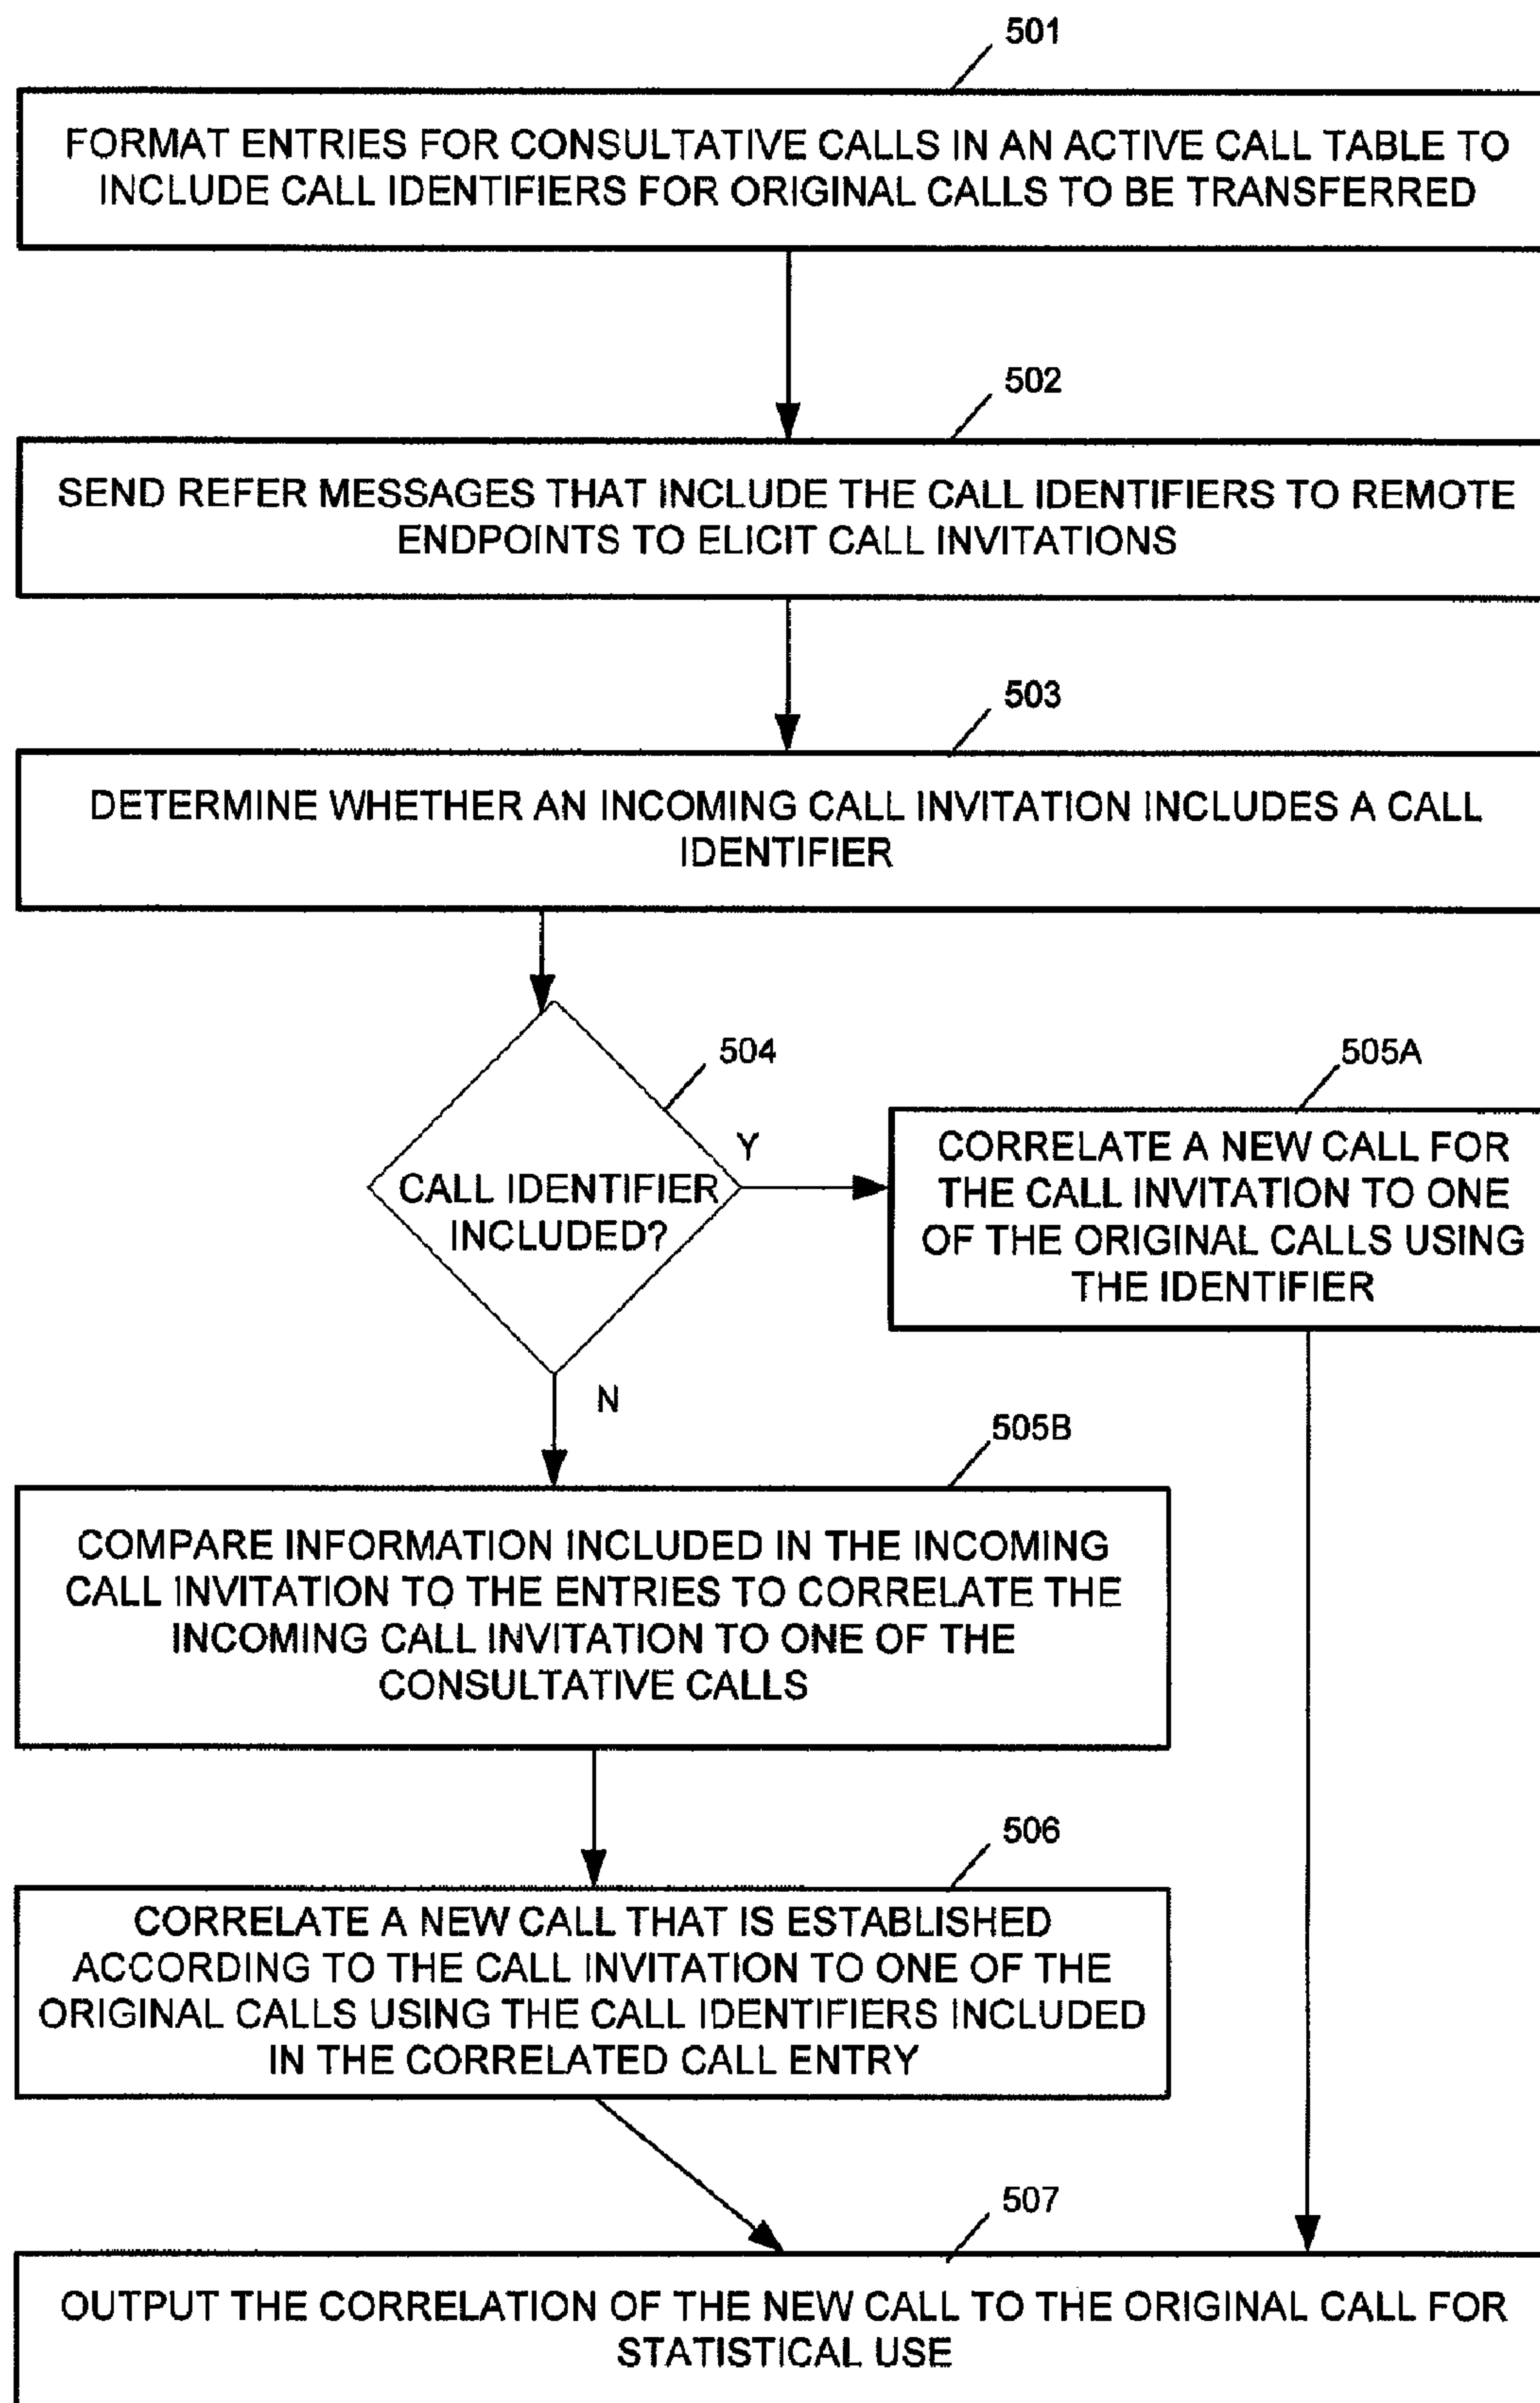 501
FORMAT ENTRIES FOR CONSULTATIVE CALLS IN AN ACTIVE CALL TABLE TO
INCLUDE CALL IDENTIFIERS FOR ORIGINAL CALLS TO BE TRANSFERRED
502
SEND REFER MESSAGES THAT INCLUDE THE CALL IDENTIFIERS TO REMOTE
ENDPOINTS TO ELICIT CALL INVITATIONS
503
DETERMINE WHETHER AN INCOMING CALL INVITATION INCLUDES A CALL
IDENTIFIER
504
CALL IDENTIFIER
INCLUDED?
Y
505A
CORRELATE A NEW CALL FOR
THE CALL INVITATION TO ONE
OF THE ORIGINAL CALLS USING
THE IDENTIFIER
N
505B
COMPARE INFORMATION INCLUDED IN THE INCOMING
CALL INVITATION TO THE ENTRIES TO CORRELATE THE
INCOMING CALL INVITATION TO ONE OF THE
CONSULTATIVE CALLS
506
CORRELATE A NEW CALL THAT IS ESTABLISHED
ACCORDING TO THE CALL INVITATION TO ONE OF THE
ORIGINAL CALLS USING THE CALL IDENTIFIERS INCLUDED
IN THE CORRELATED CALL ENTRY
507
OUTPUT THE CORRELATION OF THE NEW CALL TO THE ORIGINAL CALL FOR
STATISTICAL USE